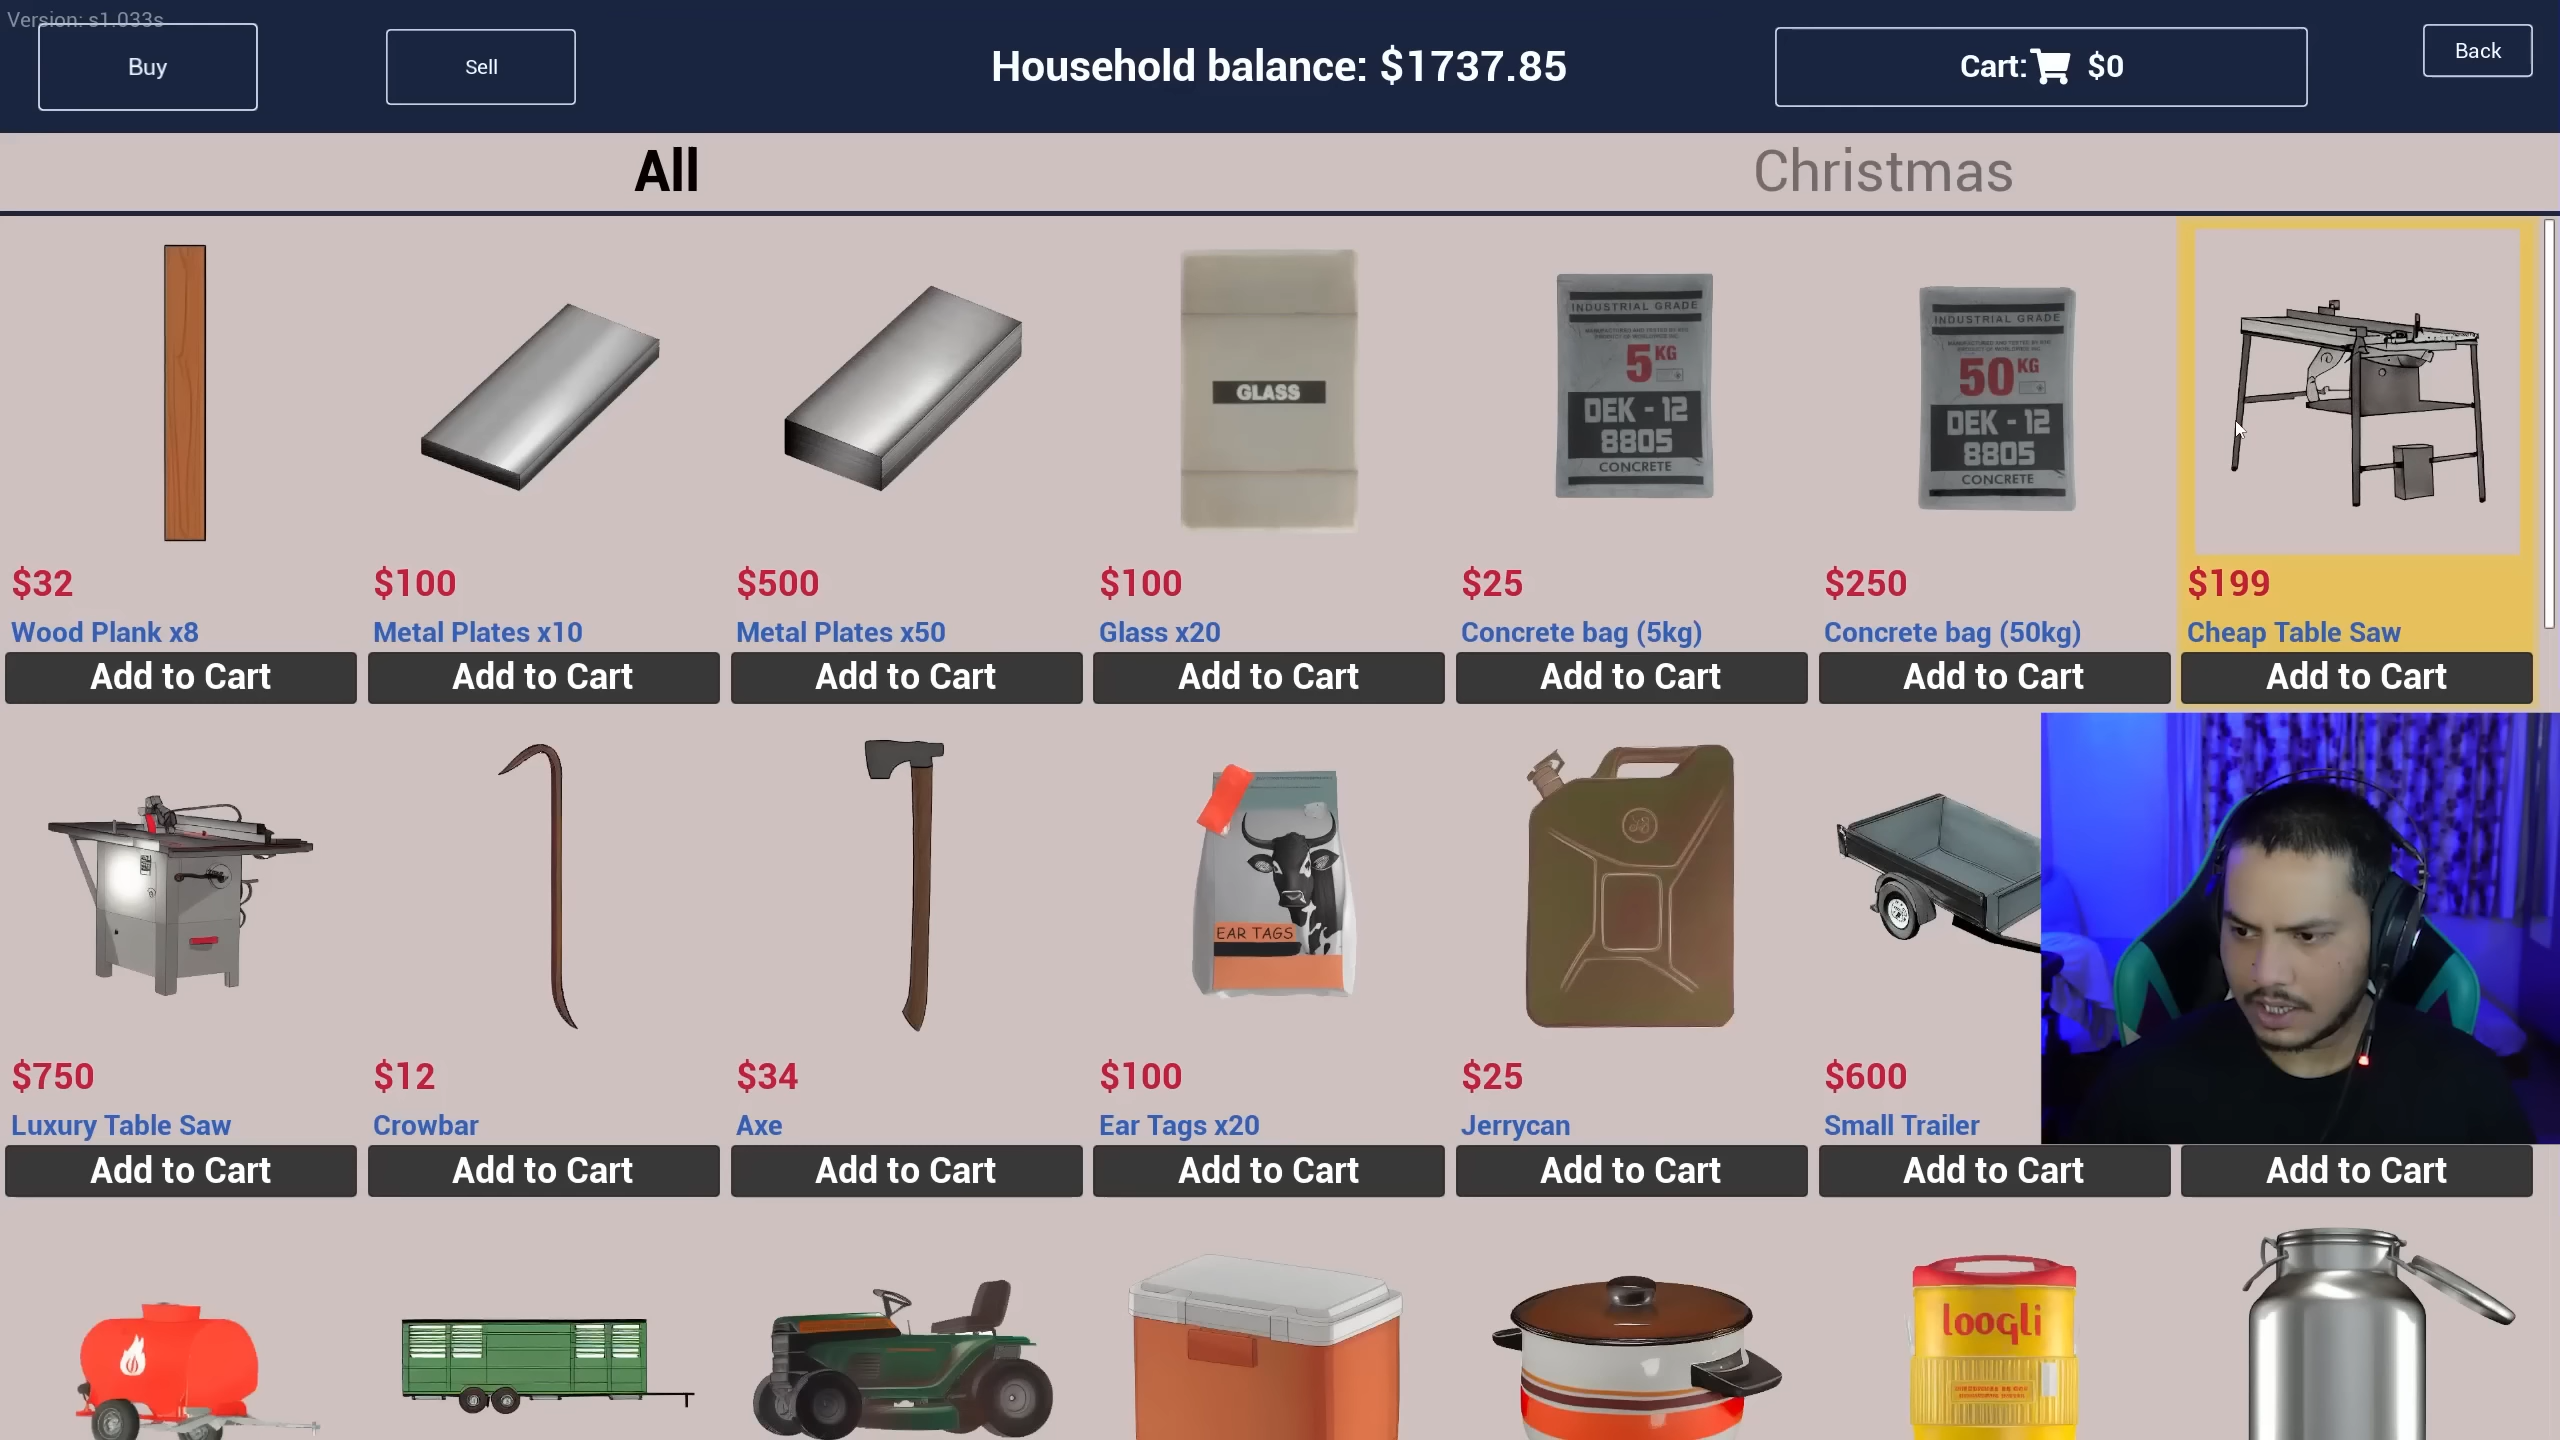 Version: s1.033s
Buy
Sell
Household balance: $1737.85
Cart: $0
Back
All
Christmas
GLASS
INDUSTRIAL GRADE
5 KG
DEK - 12
8805
CONCRETE
INDUSTRIAL GRADE
50 KG
DEK - 12
8805
CONCRETE
$32
$100
$500
$100
$25
$250
$199
Wood Plank x8
Metal Plates x10
Metal Plates x50
Glass x20
Concrete bag (5kg)
Concrete bag (50kg)
Cheap Table Saw
Add to Cart
Add to Cart
Add to Cart
Add to Cart
Add to Cart
Add to Cart
Add to Cart
EAR TAGS
$750
$12
$34
$100
$25
$600
Luxury Table Saw
Crowbar
Axe
Ear Tags x20
Jerrycan
Small Trailer
Add to Cart
Add to Cart
Add to Cart
Add to Cart
Add to Cart
Add to Cart
Add to Cart
loogli